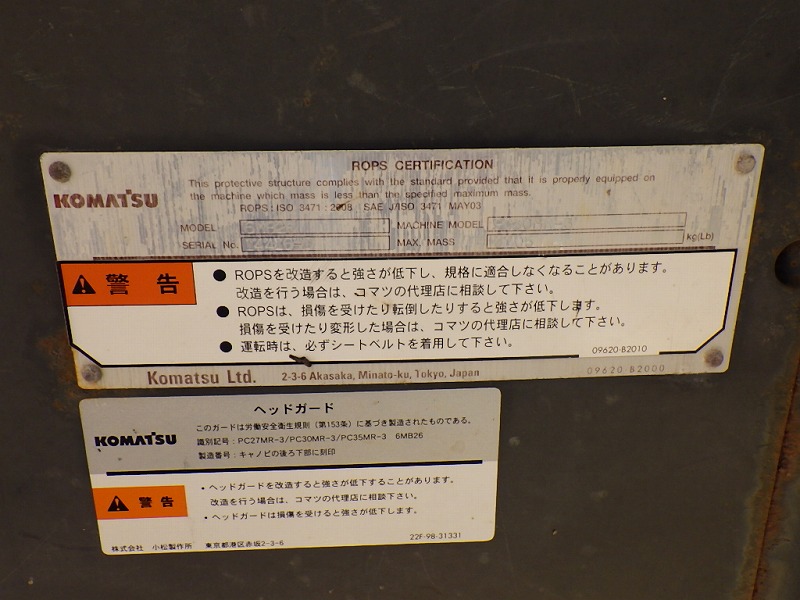 ROPS CERTIFICATION
KOMATSU
This protective structure complies with the standard provided that it is properly equipped on
the machine which mass is less than the specified maximum mass.
ROPS : ISO 3471 : 2008 SAE J/ISO 3471 MAY03
MODEL
MACHINE MODEL
SERIAL No.
MAX. MASS
kg(Lb)
警告
● ROPSを改造すると強さが低下し、規格に適合しなくなることがあります。
改造を行う場合は、コマツの代理店に相談して下さい。
● ROPSは、損傷を受けたり転倒したりすると強さが低下します。
損傷を受けたり変形した場合は、コマツの代理店に相談して下さい。
● 運転時は、必ずシートベルトを着用して下さい。
09620-B2010
Komatsu Ltd. 2-3-6 Akasaka, Minato-ku, Tokyo, Japan
09620 B2000
ヘッドガード
KOMATSU
このガードは労働安全衛生規則（第153条）に基づき製造されたものである。
識別記号：PC27MR-3/PC30MR-3/PC35MR-3 6MB26
製造番号：キャノピの後ろ下部に刻印
警告
・ヘッドガードを改造すると強さが低下することがあります。
改造を行う場合は、コマツの代理店に相談して下さい。
・ヘッドガードは損傷を受けると強さが低下します。
株式会社 小松製作所 東京都港区赤坂2-3-6
22F-98-31331